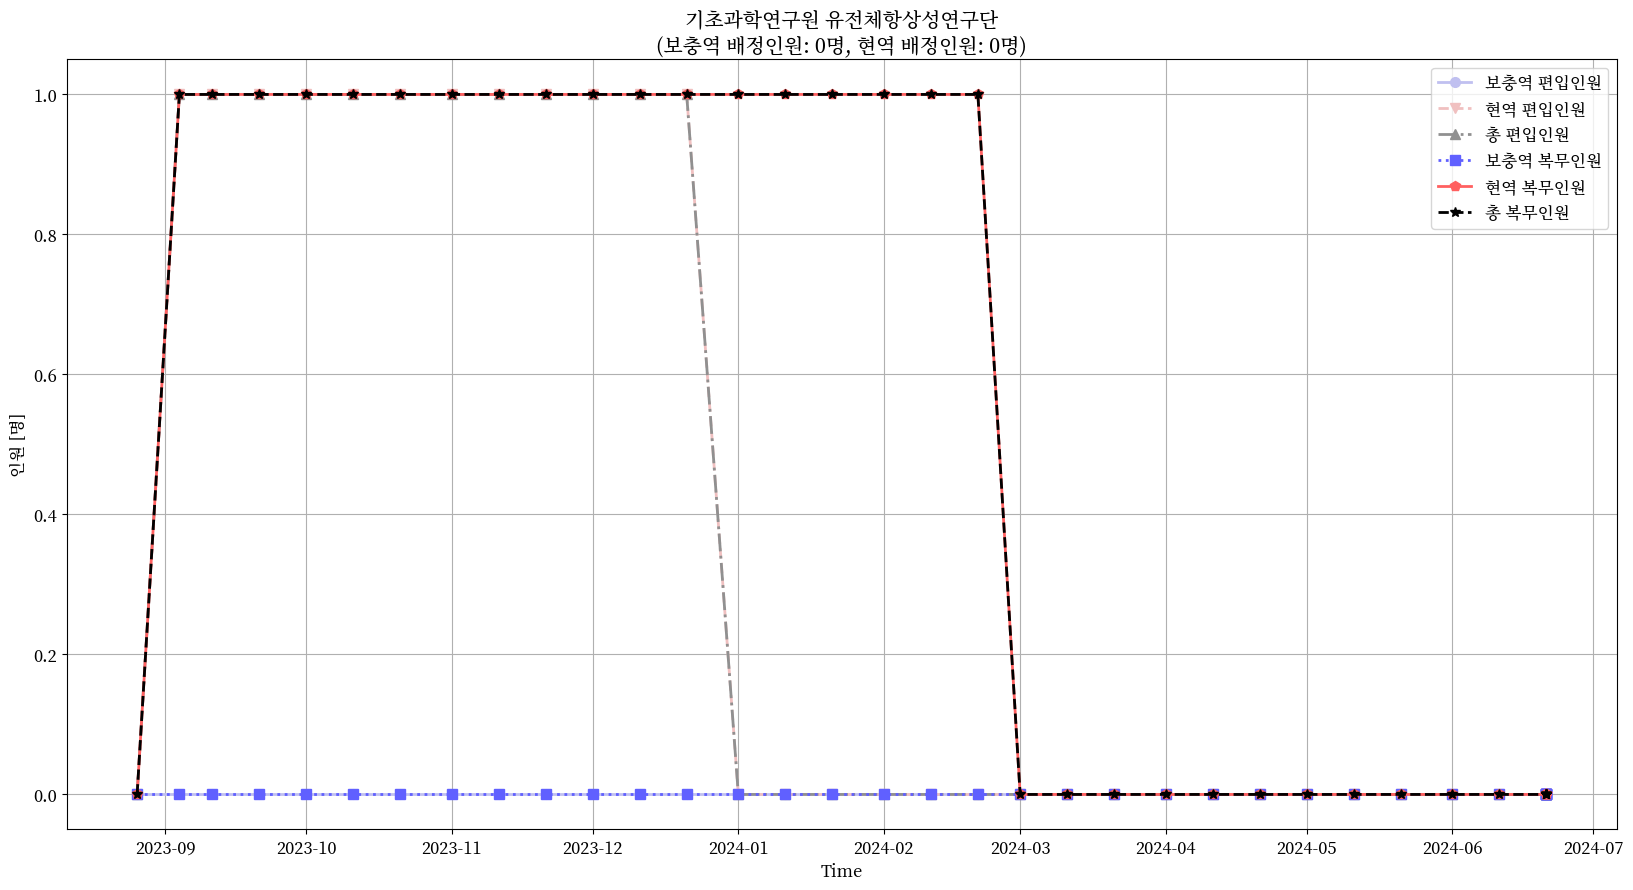 기초과학연구원 유전체항상성연구단
(보충역 배정인원: 0명, 현역 배정인원: 0명)
보충역 편입인원
현역 편입인원
총 편입인원
보충역 복무인원
현역 복무인원
총 복무인원
1.0
0.8
0.6
0.4
0.2
0.0
인원 [명]
2023-09 2023-10 2023-11 2023-12 2024-01 2024-02 2024-03 2024-04 2024-05 2024-06 2024-07
Time